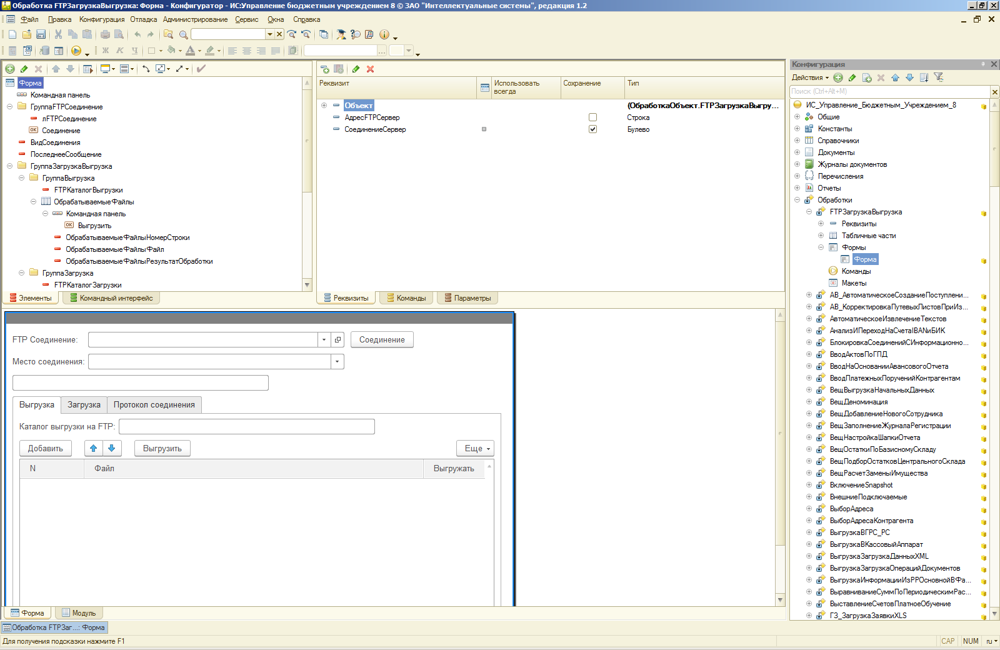 Обработка FTPЗагрузкаВыгрузка: Форма - Конфигуратор - ИС:Управление бюджетным учреждением 8 © ЗАО "Интеллектуальные системы", редакция 1.2
Файл Правка Конфигурация Отладка Администрирование Сервис Окна Справка
Ж К Ч
Форма
Командная панель
ГруппаFTPСоединение
лFTPСоединение
Соединение
ВидСоединения
ПоследнееСообщение
ГруппаЗагрузкаВыгрузка
ГруппаВыгрузка
FTPКаталогВыгрузки
ОбрабатываемыеФайлы
Командная панель
Выгрузить
ОбрабатываемыеФайлыНомерСтроки
ОбрабатываемыеФайлыФайл
ОбрабатываемыеФайлыРезультатОбработки
ГруппаЗагрузка
FTPКаталогЗагрузки
Элементы Командный интерфейс
Реквизит Использовать всегда Сохранение Тип
Объект (ОбработкаОбъект.FTPЗагрузкаВыгру...
АдресFTPСервер Строка
СоединениеСервер Булево
Реквизиты Команды Параметры
FTP Соединение: Соединение
Место соединения:
Выгрузка Загрузка Протокол соединения
Каталог выгрузки на FTP:
Добавить Выгрузить Еще
N Файл Выгружать
Форма Модуль
Обработка FTPЗаг...: Форма
Для получения подсказки нажмите F1
CAP NUM ru
Конфигурация
Действия
Поиск (Ctrl+Alt+M)
ИС_Управление_Бюджетным_Учреждением_8
Общие
Константы
Справочники
Документы
Журналы документов
Перечисления
Отчеты
Обработки
FTPЗагрузкаВыгрузка
Реквизиты
Табличные части
Формы
Форма
Команды
Макеты
АВ_АвтоматическоеСозданиеПоступлени...
АВ_КорректировкаПутевыхЛистовПриИз...
АвтоматическоеИзвлечениеТекстов
АнализИПереходНаСчетаIBANиБИК
БлокировкаСоединенийСИнформационно...
ВводАктовПоГПД
ВводНаОснованииАвансовогоОтчета
ВводПлатежныхПорученийКонтрагентам
ВещВыгрузкаНачальныхДанных
ВещДеноминация
ВещДобавлениеНовогоСотрудника
ВещЗаполнениеЖурналаРегистрации
ВещНастройкаШапкиОтчета
ВещОстаткиПоБазисномуСкладу
ВещПодборОстатковЦентральногоСклада
ВещРасчетЗаменыИмущества
ВключениеSnapshot
ВнешниеПодключаемые
ВыборАдреса
ВыборАдресаКонтрагента
ВыгрузкаВГРС_РС
ВыгрузкаВКассовыйАппарат
ВыгрузкаЗагрузкаДанныхXML
ВыгрузкаЗагрузкаОперацийДокументов
ВыгрузкаИнформацииИзРРОсновнойВФа...
ВыравниваниеСуммПоПериодическимРас...
ВыставлениеСчетовПлатноеОбучение
ГЗ_ЗагрузкаЗаявкиXLS